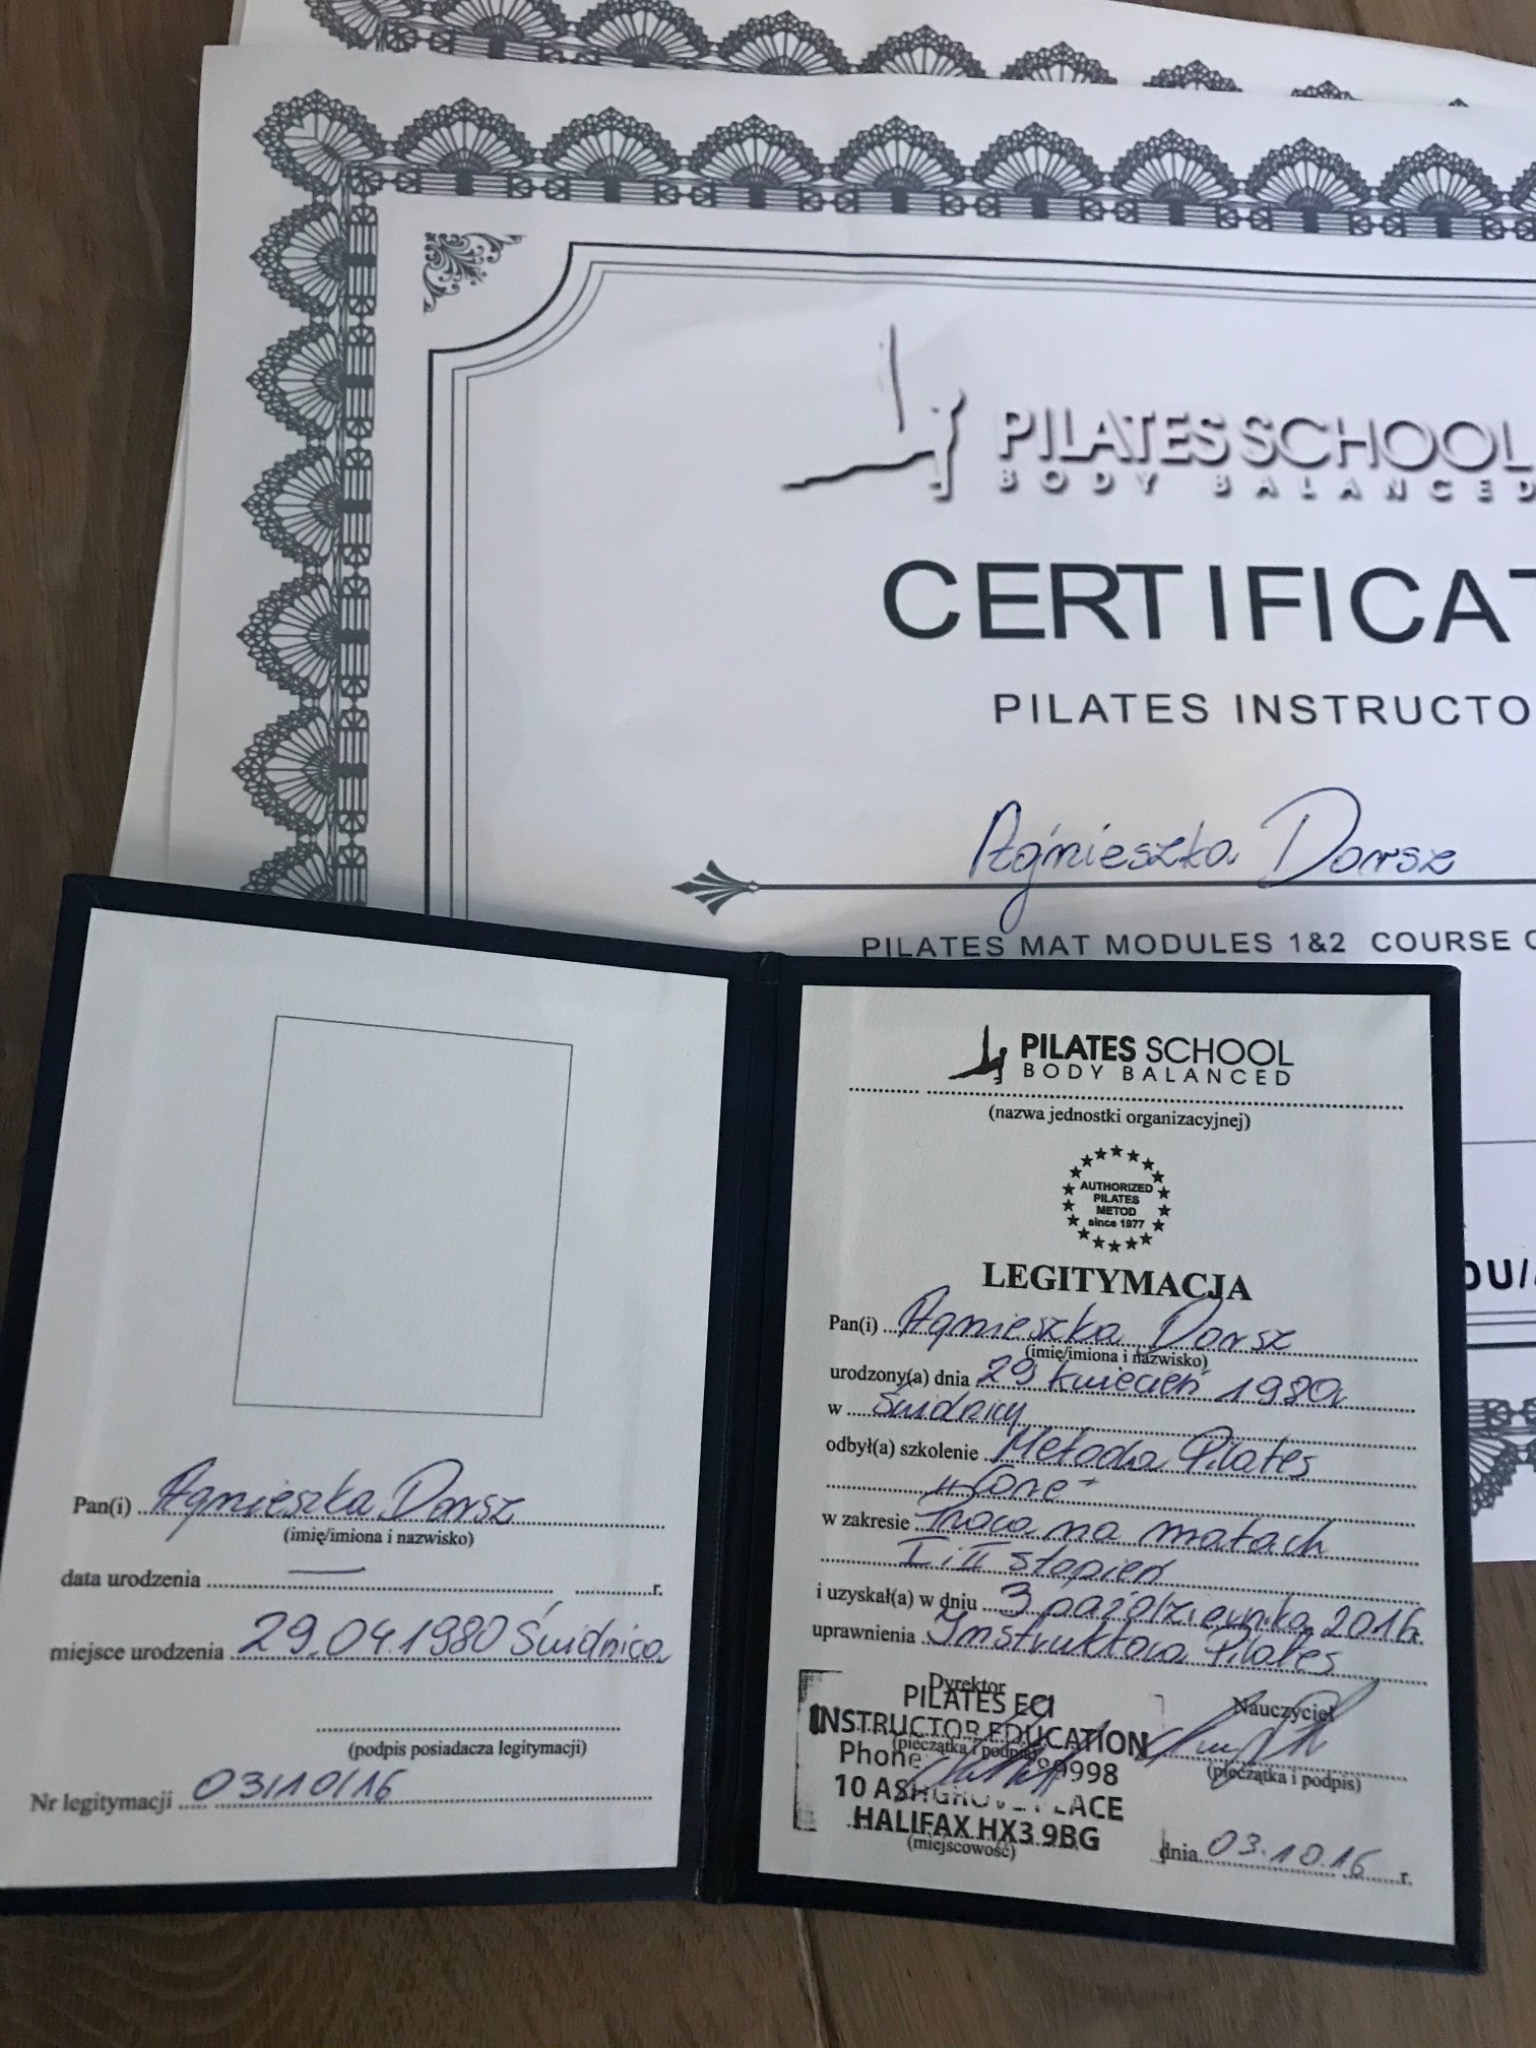 PILATES SCHOOL
BODY BALANCED
CERTIFICAT
PILATES INSTRUCTO
Agnieszka Dorsz
PILATES MAT MODULES 1&2 COURSE
Pan(i) Agnieszka Dorsz
(imię/imiona i nazwisko)
data urodzenia — r.
miejsce urodzenia 29.04.1980 Świdnica
(podpis posiadacza legitymacji)
Nr legitymacji 03/10/16
PILATES SCHOOL
BODY BALANCED
(nazwa jednostki organizacyjnej)
AUTHORIZED
PILATES
METOD
since 1977
LEGITYMACJA
Pan(i) Agnieszka Dorsz
(imię/imiona i nazwisko)
urodzony(a) dnia 29 kwiecień 1980r
w Świdnicy
odbył(a) szkolenie Metoda Pilates
"Core"
w zakresie Praca na matach
I i II stopień
i uzyskał(a) w dniu 3 października 2016r.
uprawnienia Instruktora Pilates
Dyrektor
PILATES ECI
INSTRUCTOR EDUCATION
(pieczątka i podpis)
Phone 9998
10 ASHGROVE PLACE
HALIFAX HX3 9BG
(miejscowość)
Nauczyciel
(pieczątka i podpis)
dnia 03.10.16 r.